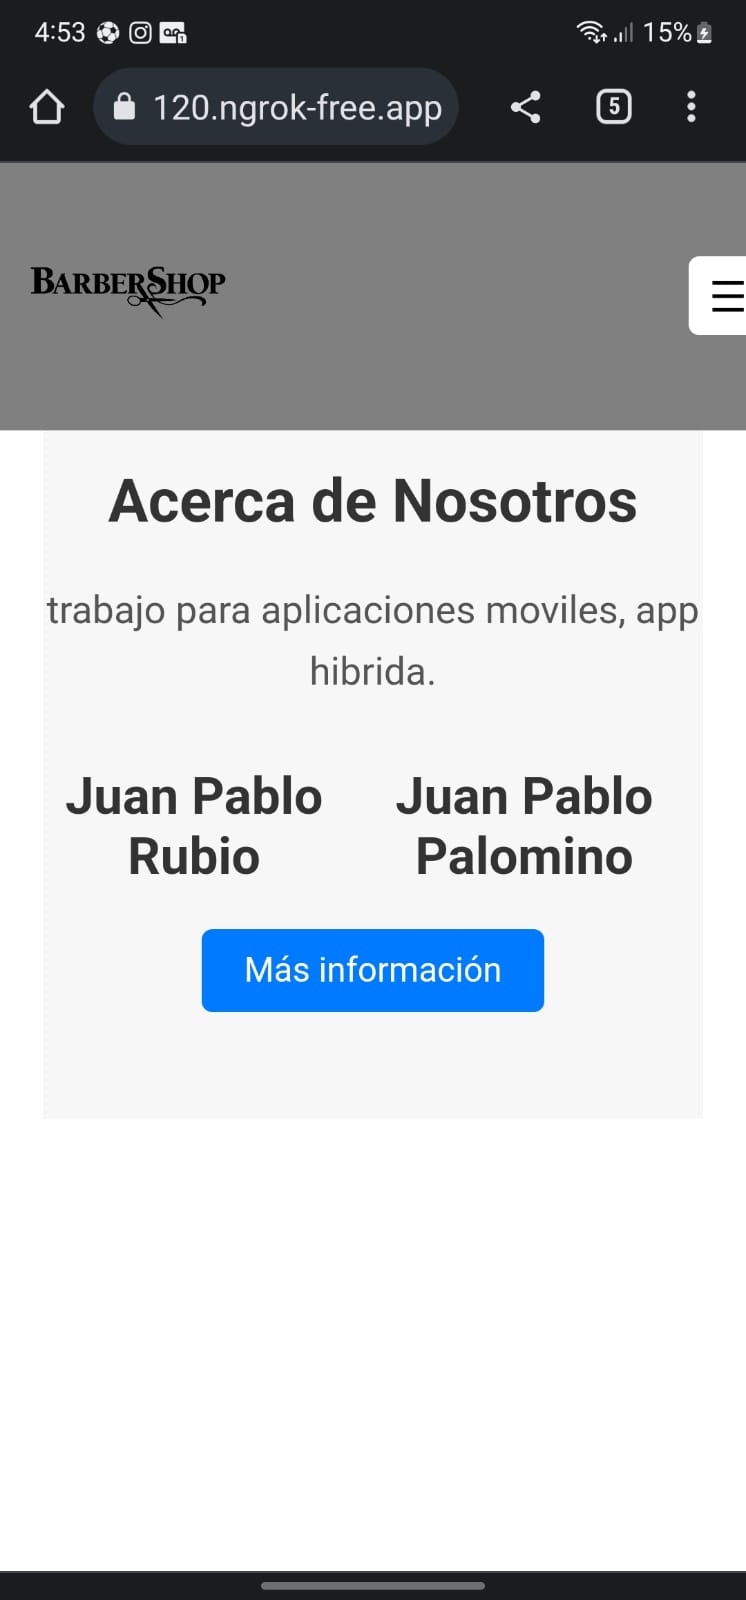 4:53
15%
120.ngrok-free.app
5
BARBERSHOP
Acerca de Nosotros
trabajo para aplicaciones moviles, app
hibrida.
Juan Pablo
Rubio
Juan Pablo
Palomino
Más información